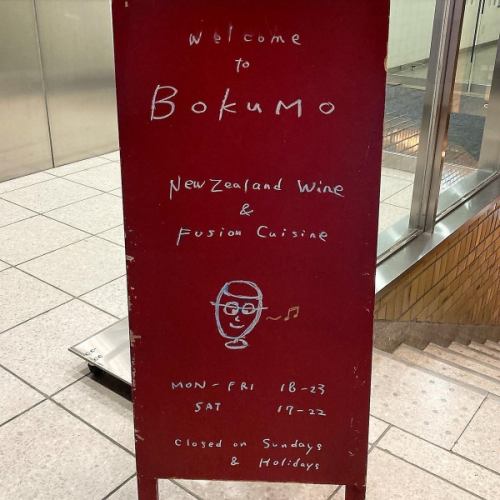 Welcome
to
BokuMo
New Zealand Wine
&
Fusion Cuisine
MON - FRI 18-23
SAT 17-22
Closed on Sundays
& Holidays